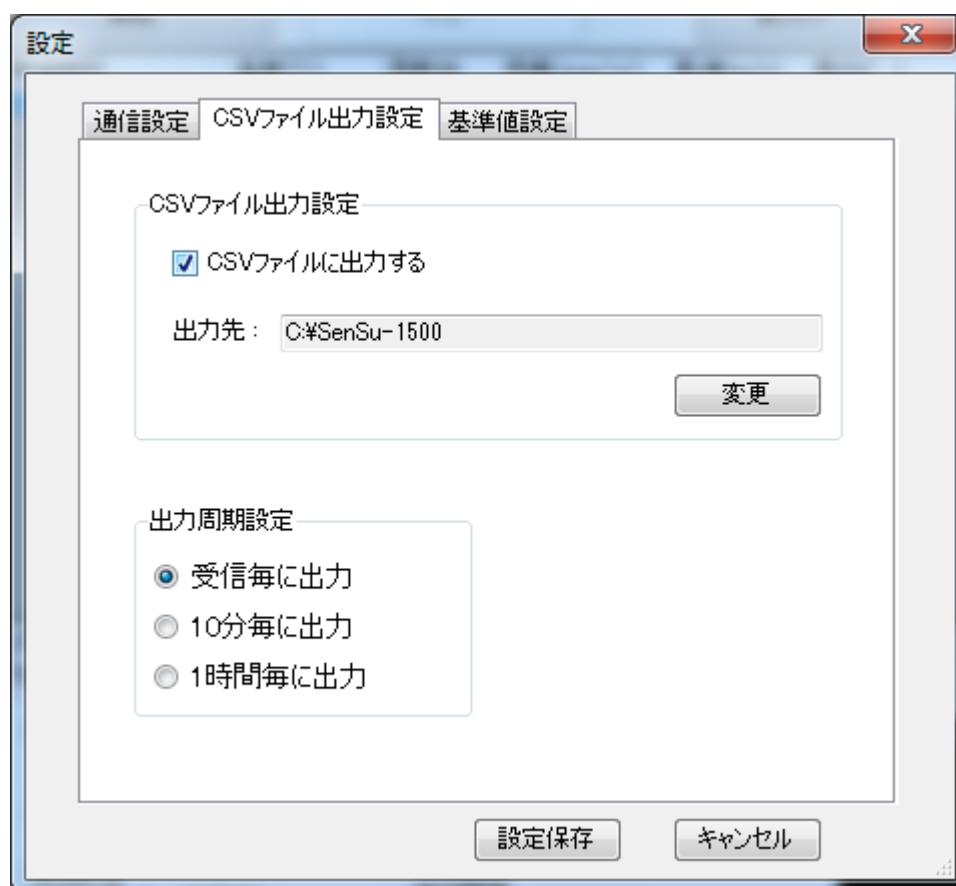 設定
通信設定 CSVファイル出力設定 基準値設定
CSVファイル出力設定
CSVファイルに出力する
出力先： C:¥SenSu-1500
変更
出力周期設定
受信毎に出力
10分毎に出力
1時間毎に出力
設定保存 キャンセル